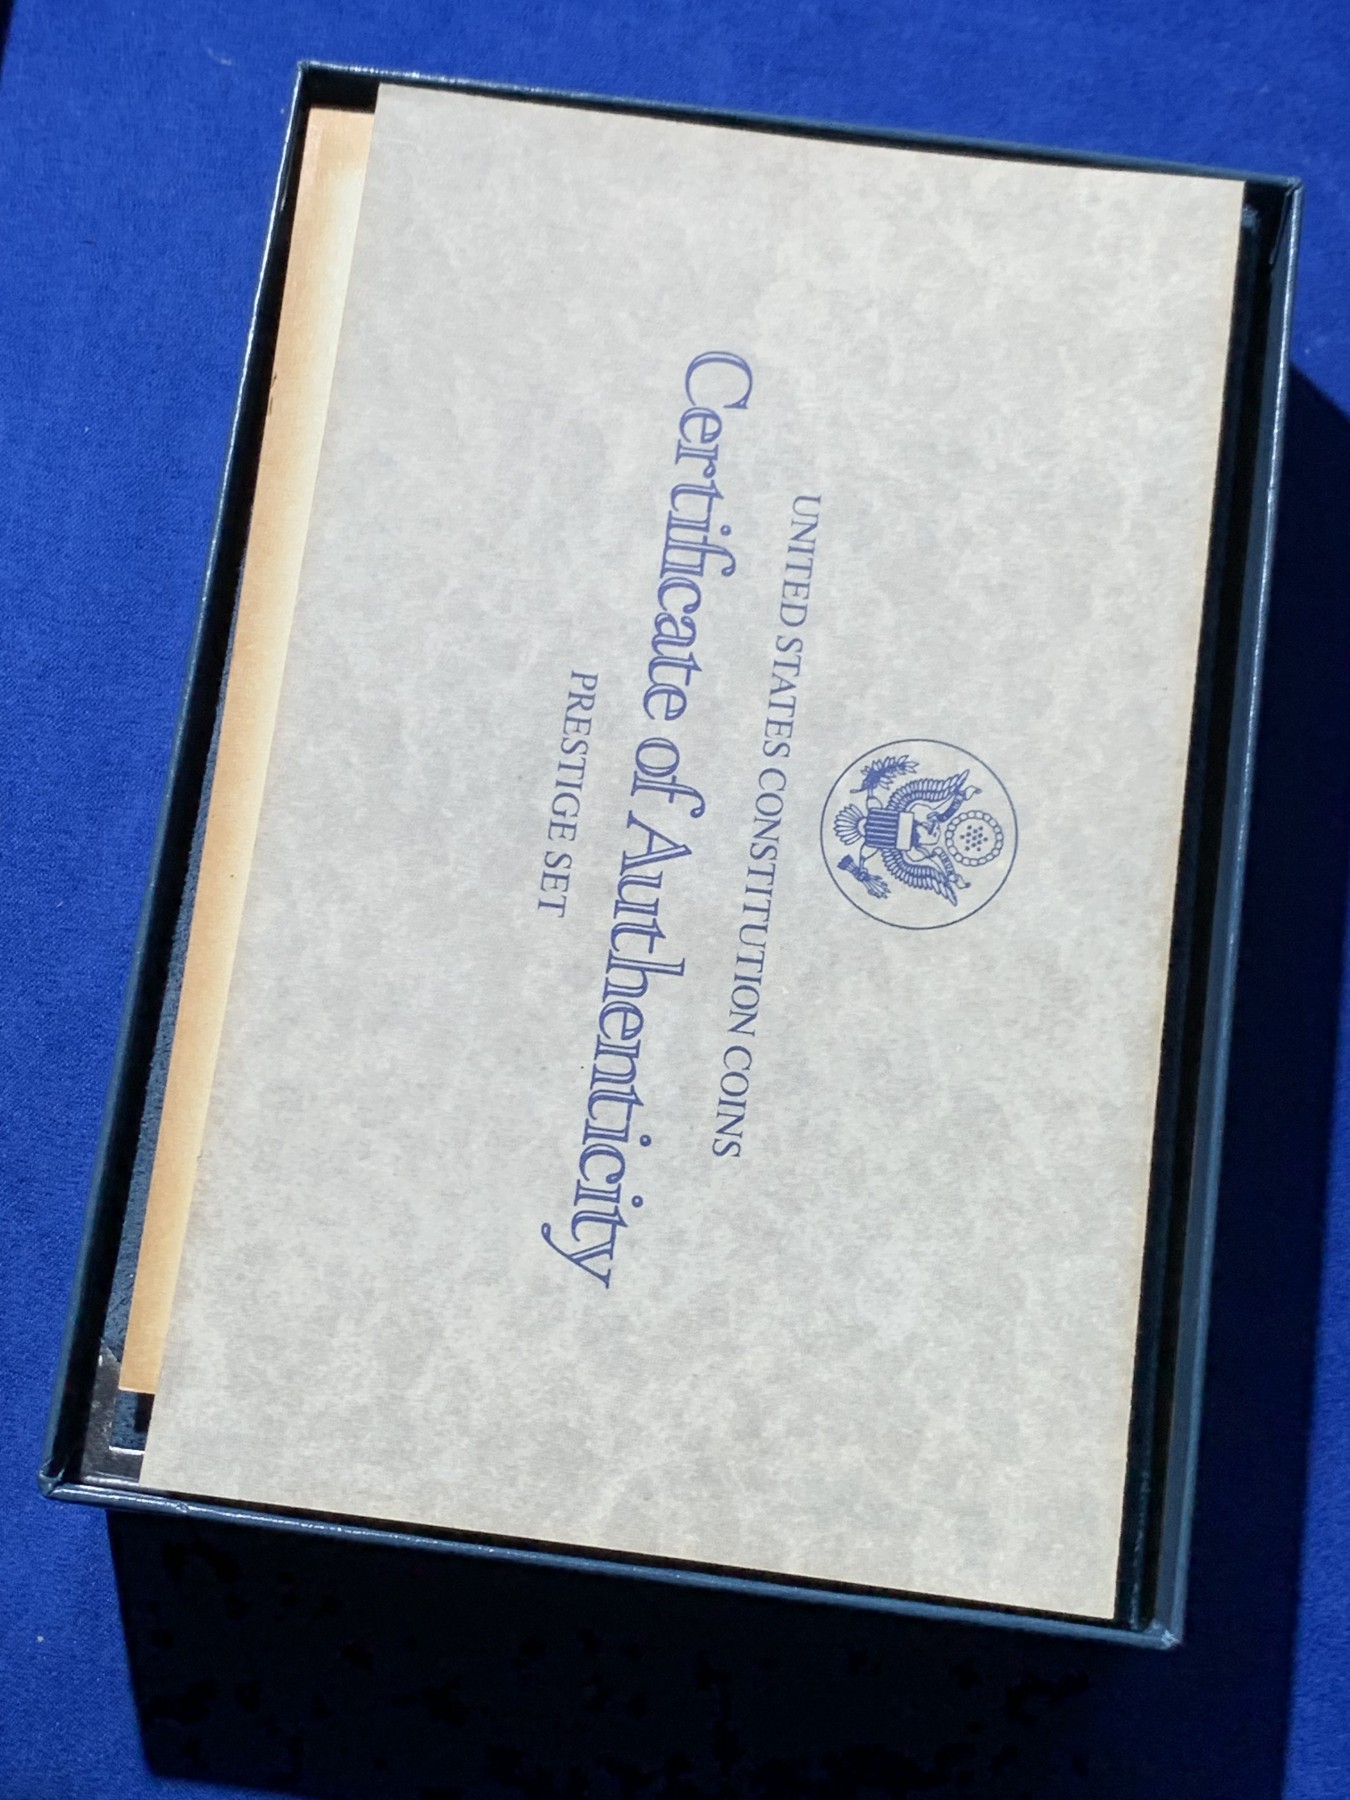 UNITED STATES CONSTITUTION COINS
Certificate of Authenticity
PRESTIGE SET